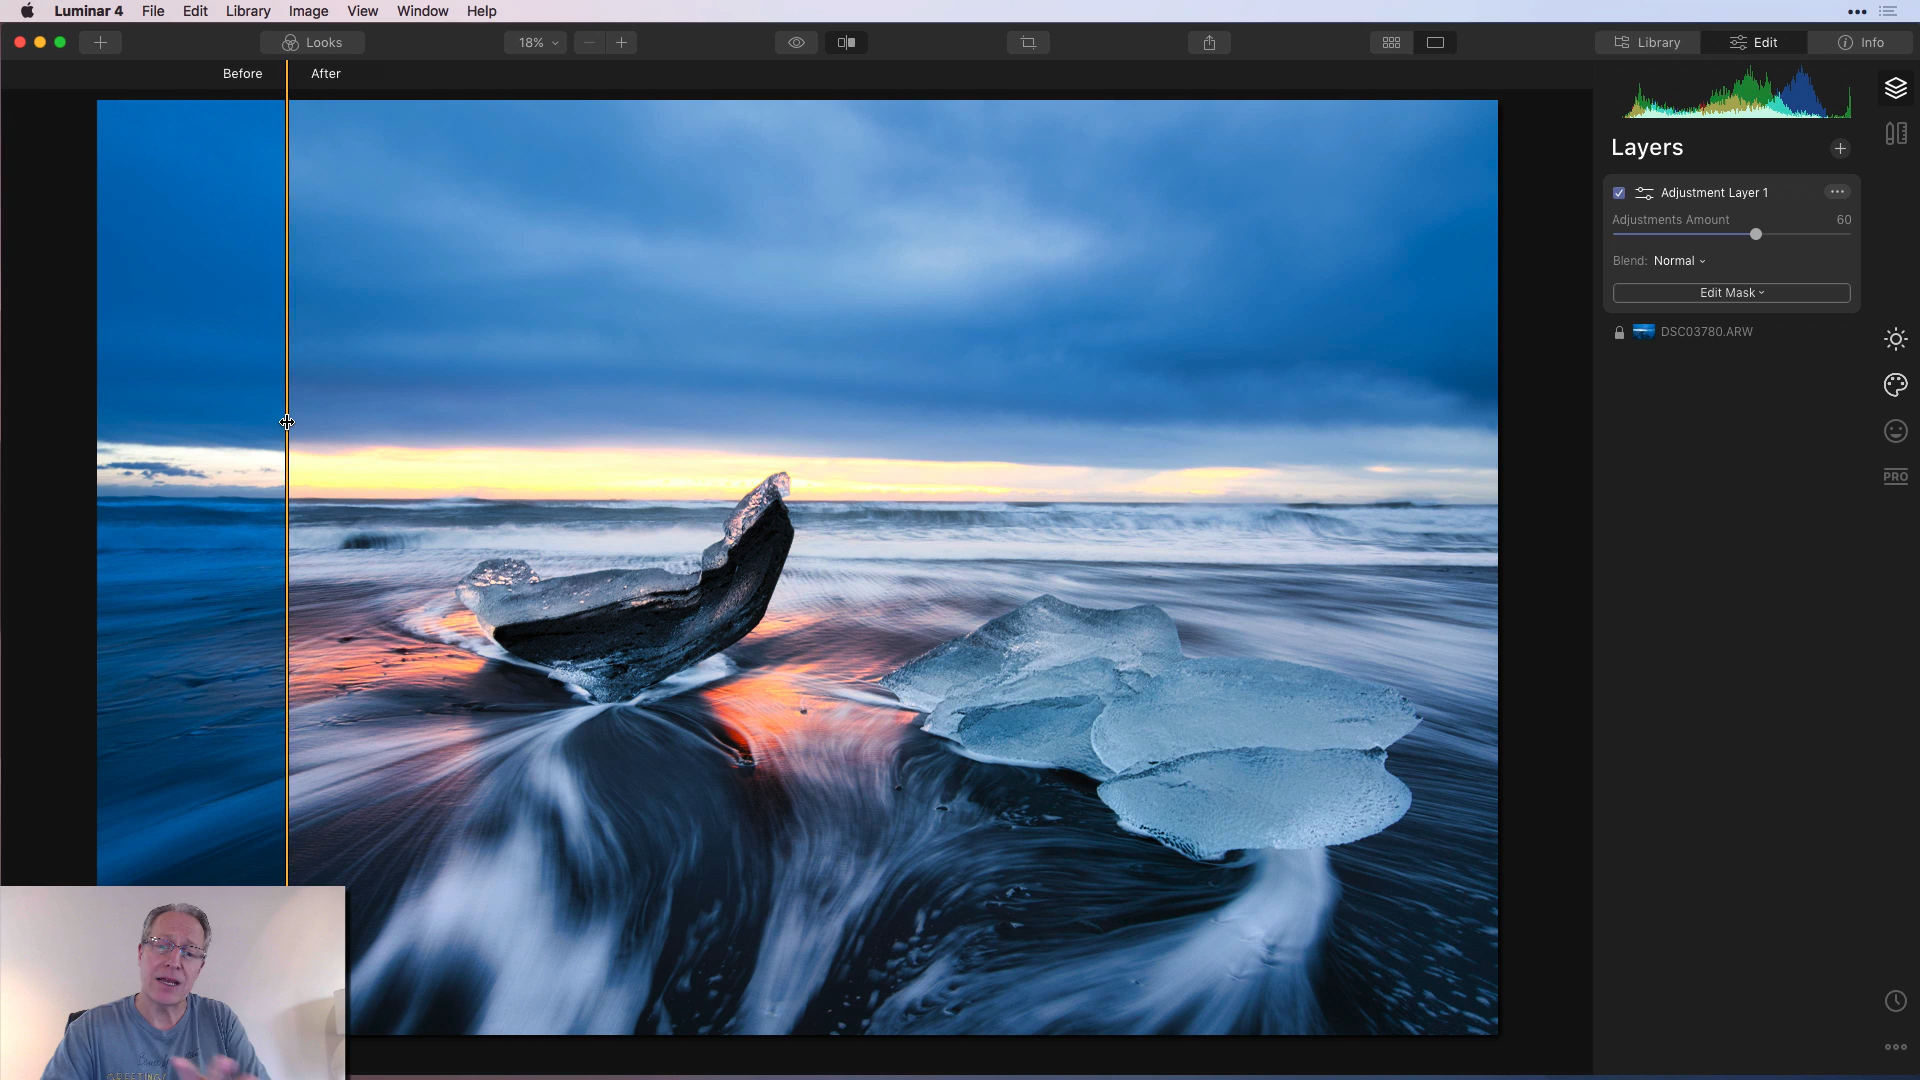 Luminar 4 File Edit Library Image View Window Help
Looks 18% Library Edit Info
Before After
Layers
Adjustment Layer 1
Adjustments Amount 60
Blend: Normal
Edit Mask
DSC03780.ARW
PRO